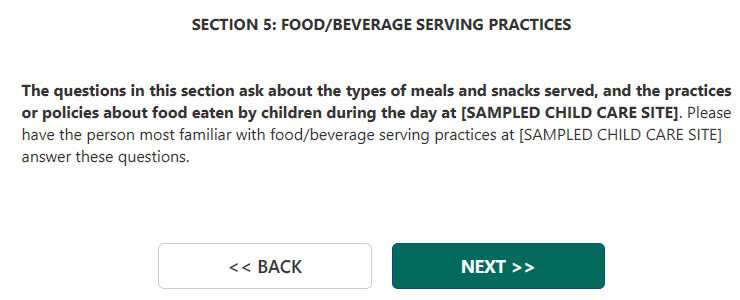 SECTION 5: FOOD/BEVERAGE SERVING PRACTICES
The questions in this section ask about the types of meals and snacks served, and the practices
or policies about food eaten by children during the day at [SAMPLED CHILD CARE SITE]. Please
have the person most familiar with food/beverage serving practices at [SAMPLED CHILD CARE SITE]
answer these questions.
<< BACK
NEXT >>